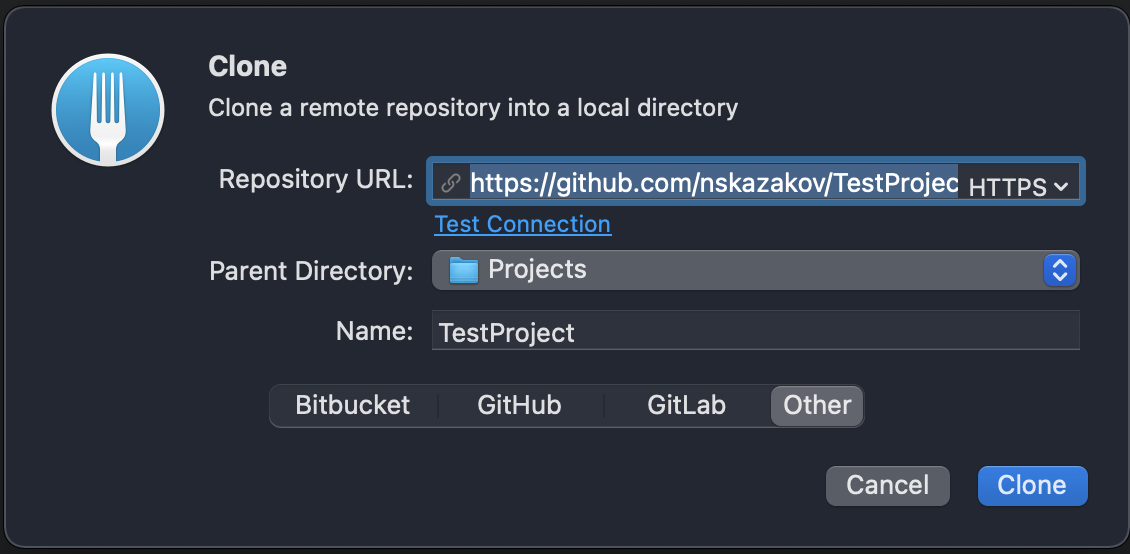 Clone
Clone a remote repository into a local directory
Repository URL: https://github.com/nskazakov/TestProjec HTTPS
Test Connection
Parent Directory: Projects
Name: TestProject
Bitbucket GitHub GitLab Other
Cancel Clone